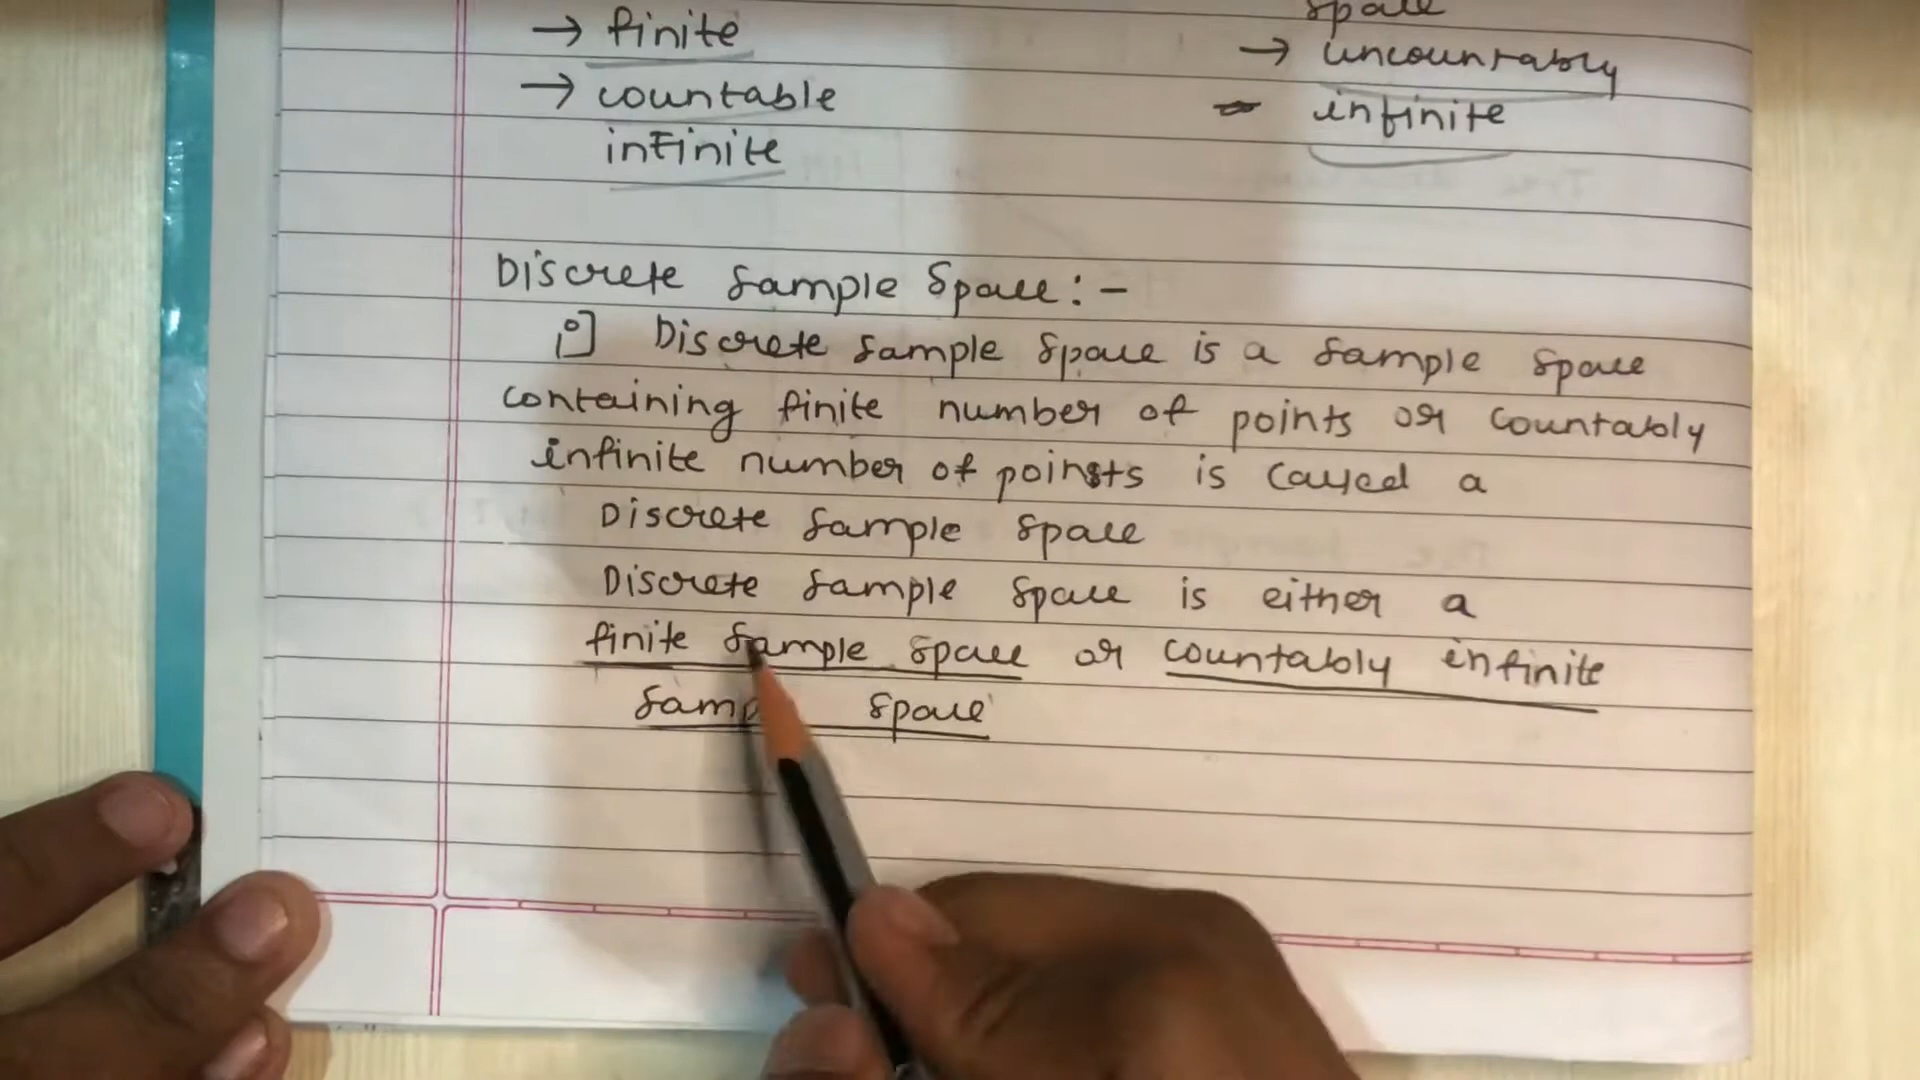 space
→ finite
→ uncountably
→ countable
infinite
infinite
Discrete Sample Space:-
i] Discrete Sample Space is a Sample Space
containing finite number of points or countably
infinite number of points is called a
Discrete Sample Space
Discrete Sample Space is either a
finite Sample Space or countably infinite
Space